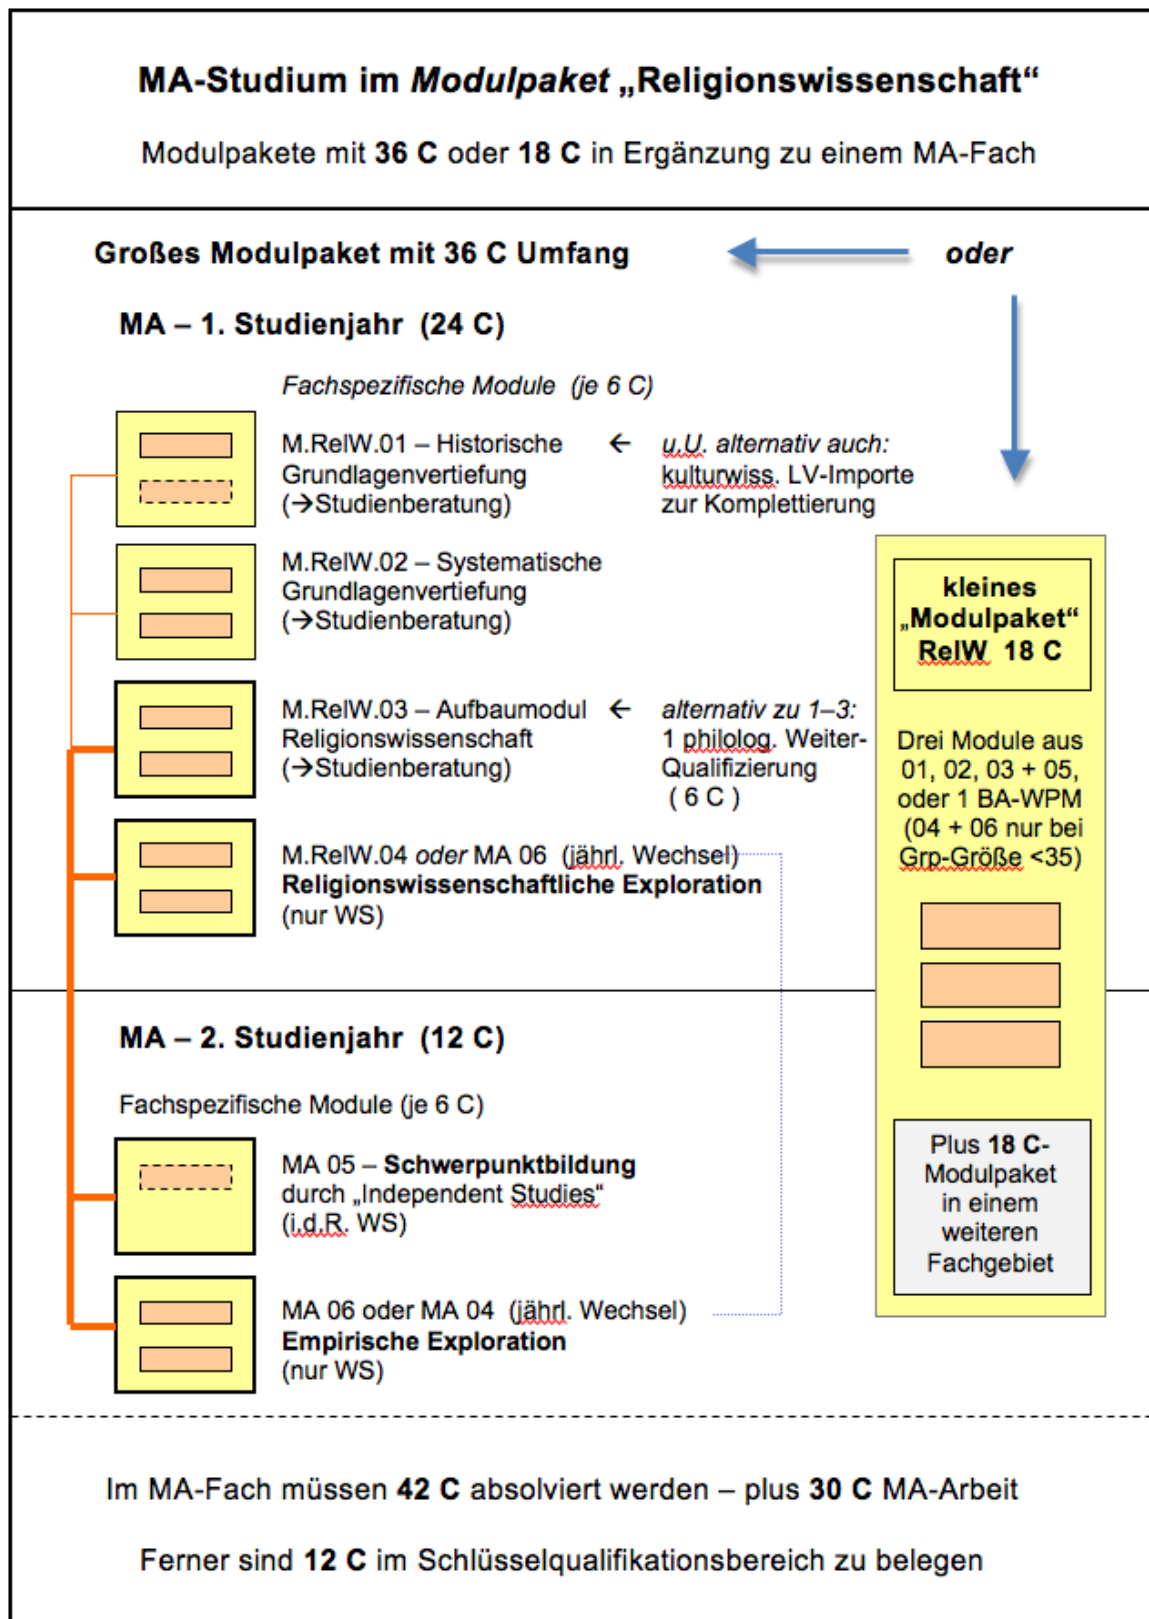 MA-Studium im Modulpaket „Religionswissenschaft“
Modulpakete mit 36 C oder 18 C in Ergänzung zu einem MA-Fach
Großes Modulpaket mit 36 C Umfang
oder
MA – 1. Studienjahr (24 C)
Fachspezifische Module (je 6 C)
M.RelW.01 – Historische
Grundlagenvertiefung
(→Studienberatung)
← u.U. alternativ auch:
kulturwiss. LV-Importe
zur Komplettierung
M.RelW.02 – Systematische
Grundlagenvertiefung
(→Studienberatung)
M.RelW.03 – Aufbaumodul
Religionswissenschaft
(→Studienberatung)
← alternativ zu 1–3:
1 philolog. Weiter-
Qualifizierung
( 6 C )
M.RelW.04 oder MA 06 (jährl. Wechsel)
Religionswissenschaftliche Exploration
(nur WS)
kleines
„Modulpaket“
RelW 18 C
Drei Module aus
01, 02, 03 + 05,
oder 1 BA-WPM
(04 + 06 nur bei
Grp-Größe <35)
Plus 18 C-
Modulpaket
in einem
weiteren
Fachgebiet
MA – 2. Studienjahr (12 C)
Fachspezifische Module (je 6 C)
MA 05 – Schwerpunktbildung
durch „Independent Studies“
(i.d.R. WS)
MA 06 oder MA 04 (jährl. Wechsel)
Empirische Exploration
(nur WS)
Im MA-Fach müssen 42 C absolviert werden – plus 30 C MA-Arbeit
Ferner sind 12 C im Schlüsselqualifikationsbereich zu belegen